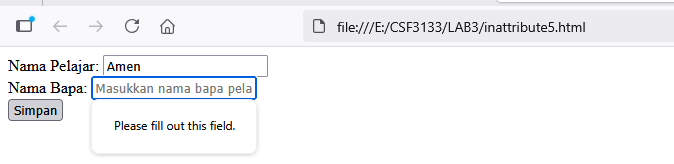 file:///E:/CSF3133/LAB3/inattribute5.html
Nama Pelajar: Amen
Nama Bapa: Masukkan nama bapa pela
Simpan
Please fill out this field.